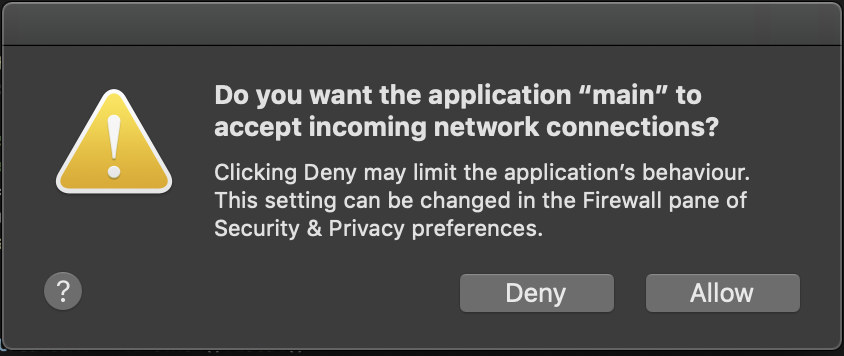 Do you want the application “main” to
accept incoming network connections?
Clicking Deny may limit the application’s behaviour.
This setting can be changed in the Firewall pane of
Security & Privacy preferences.
?
Deny
Allow